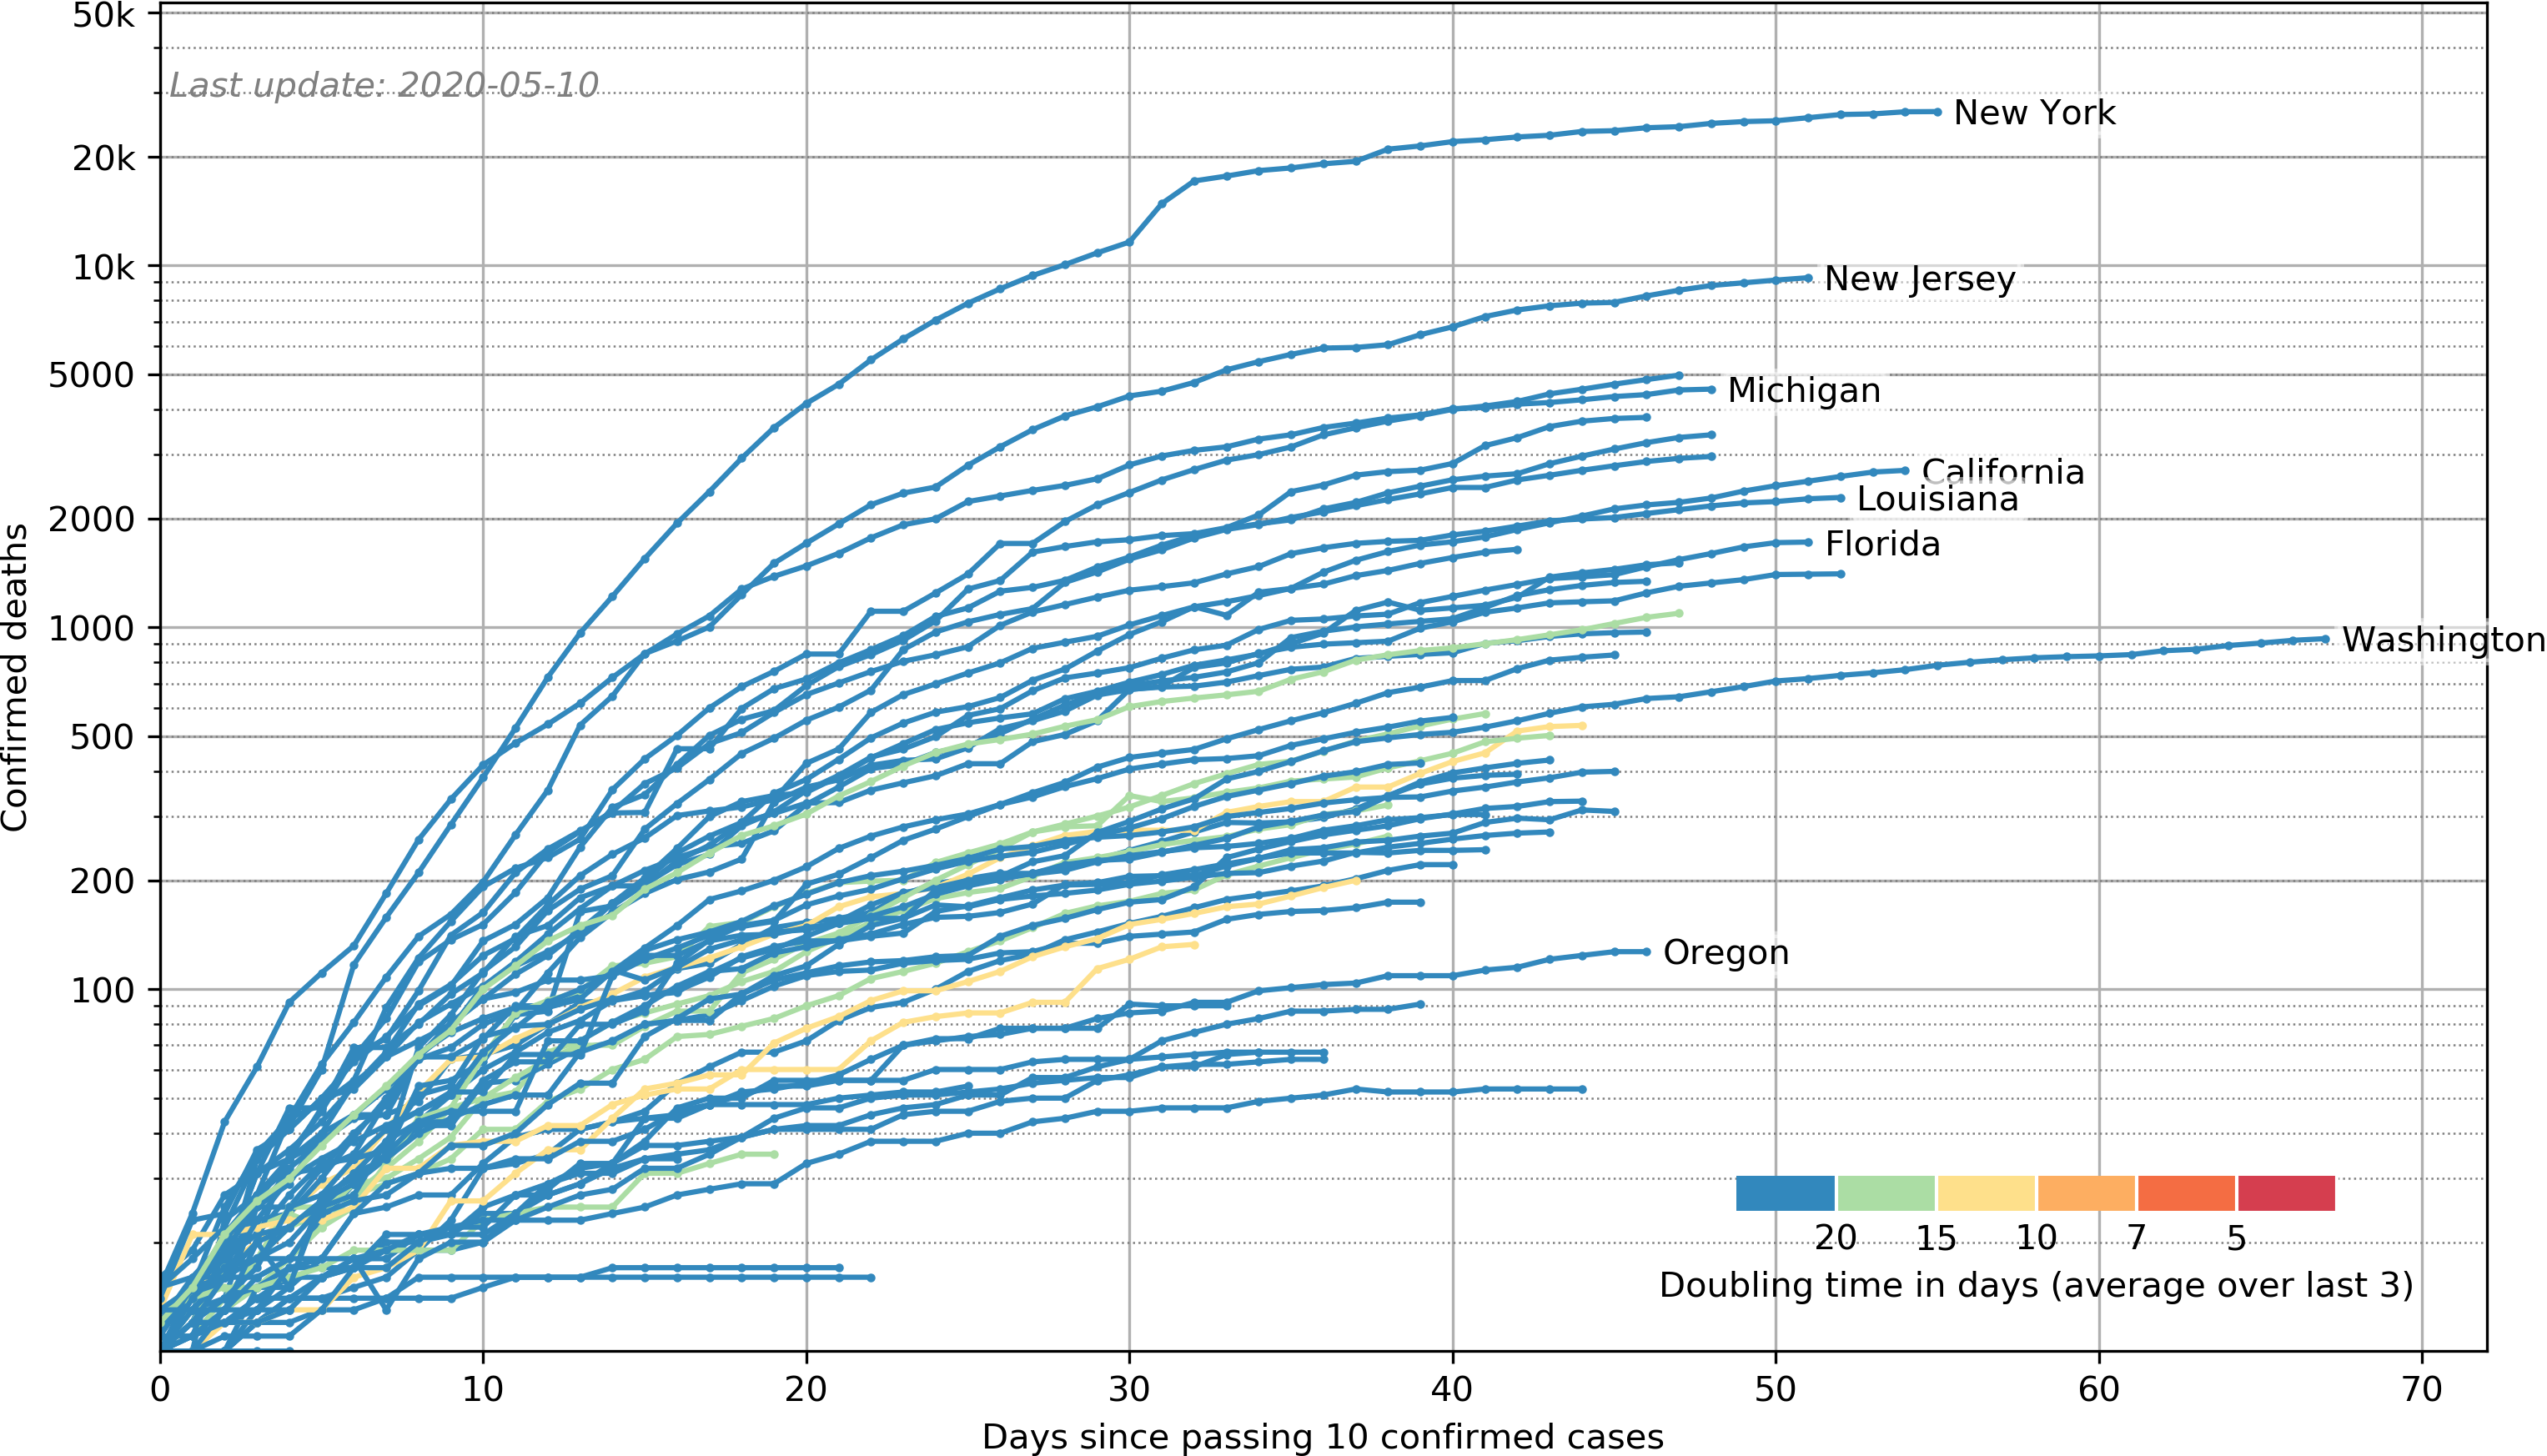 50k
Last update: 2020-05-10
New York
20k
10k
New Jersey
5000
Michigan
California
Louisiana
2000
Florida
1000
Washington
500
200
Oregon
100
Confirmed deaths
20 15 10 7 5
Doubling time in days (average over last 3)
0 10 20 30 40 50 60 70
Days since passing 10 confirmed cases